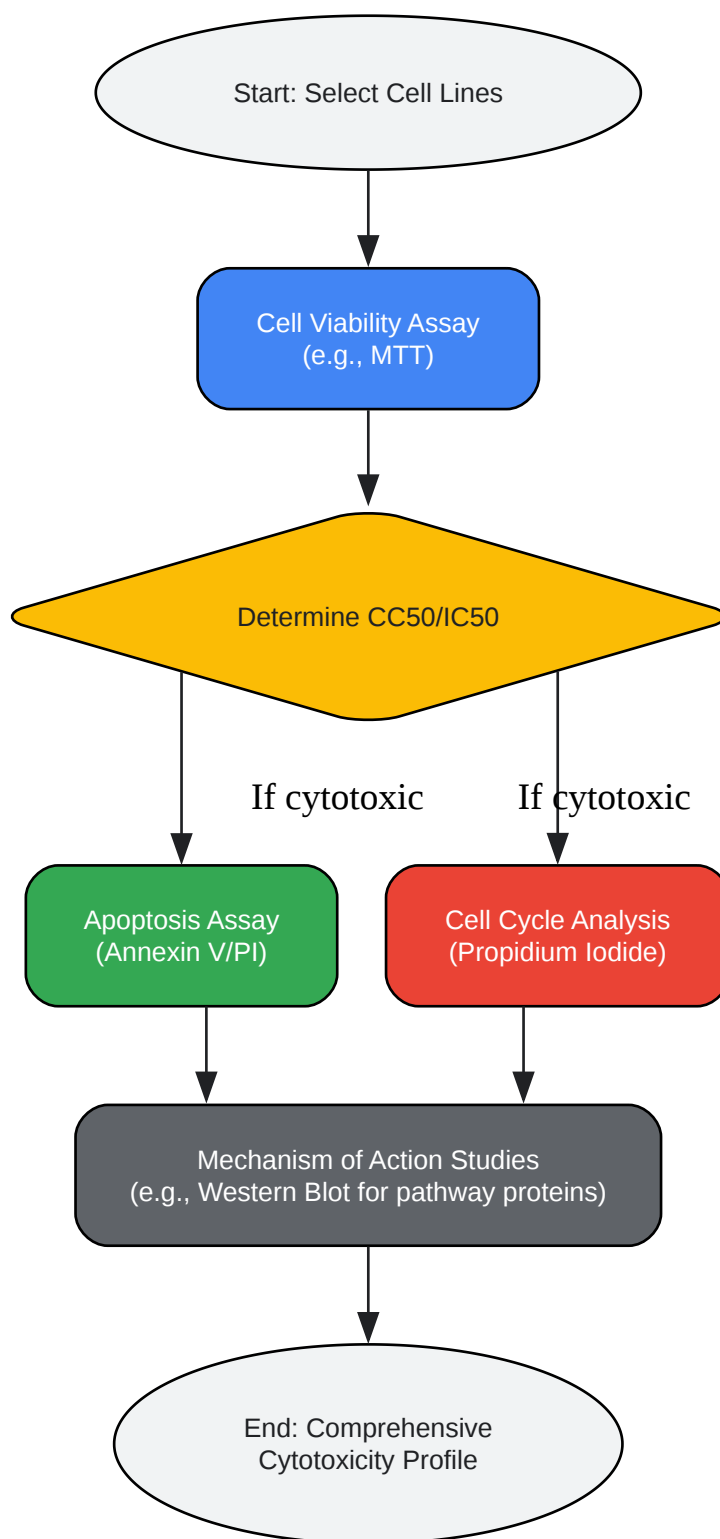 Start: Select Cell Lines
Cell Viability Assay
(e.g., MTT)
Determine CC50/IC50
If cytotoxic
If cytotoxic
Apoptosis Assay
(Annexin V/PI)
Cell Cycle Analysis
(Propidium Iodide)
Mechanism of Action Studies
(e.g., Western Blot for pathway proteins)
End: Comprehensive
Cytotoxicity Profile